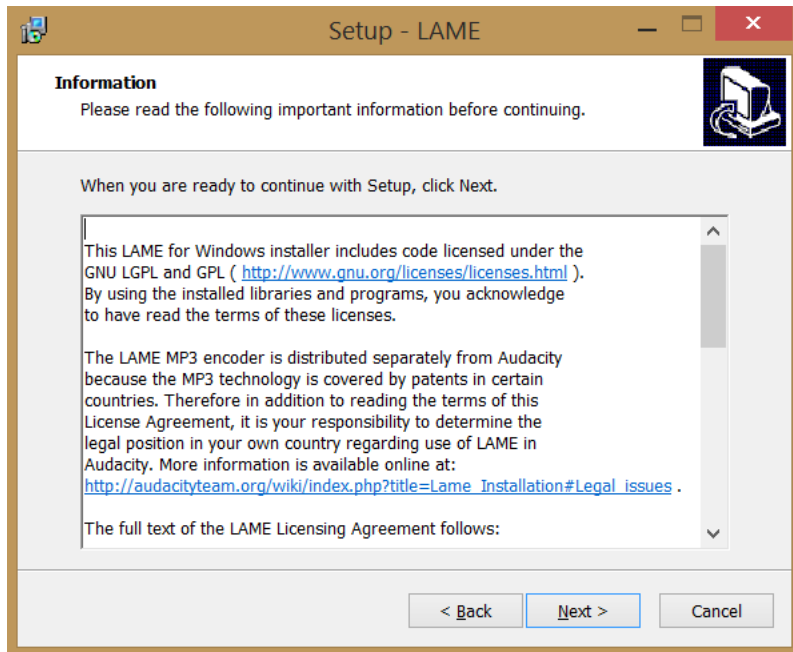 Setup - LAME
Information
Please read the following important information before continuing.
When you are ready to continue with Setup, click Next.
This LAME for Windows installer includes code licensed under the
GNU LGPL and GPL ( http://www.gnu.org/licenses/licenses.html ).
By using the installed libraries and programs, you acknowledge
to have read the terms of these licenses.
The LAME MP3 encoder is distributed separately from Audacity
because the MP3 technology is covered by patents in certain
countries. Therefore in addition to reading the terms of this
License Agreement, it is your responsibility to determine the
legal position in your own country regarding use of LAME in
Audacity. More information is available online at:
http://audacityteam.org/wiki/index.php?title=Lame_Installation#Legal_issues .
The full text of the LAME Licensing Agreement follows:
< Back Next > Cancel